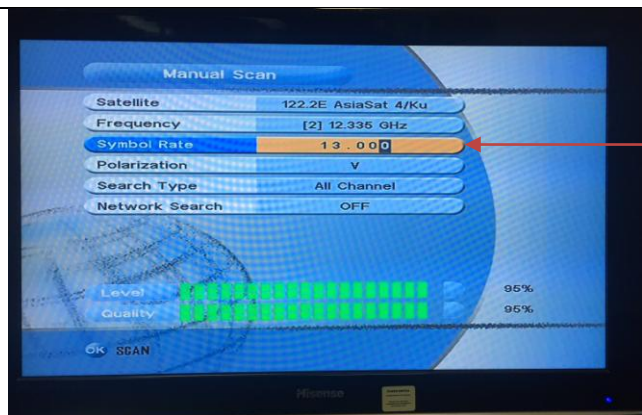 Manual Scan
Satellite 122.2E AsiaSat 4/Ku
Frequency [2] 12.335 GHz
Symbol Rate 13.000
Polarization V
Search Type All Channel
Network Search OFF
Level 95%
Quality 95%
OK SCAN
Hisense